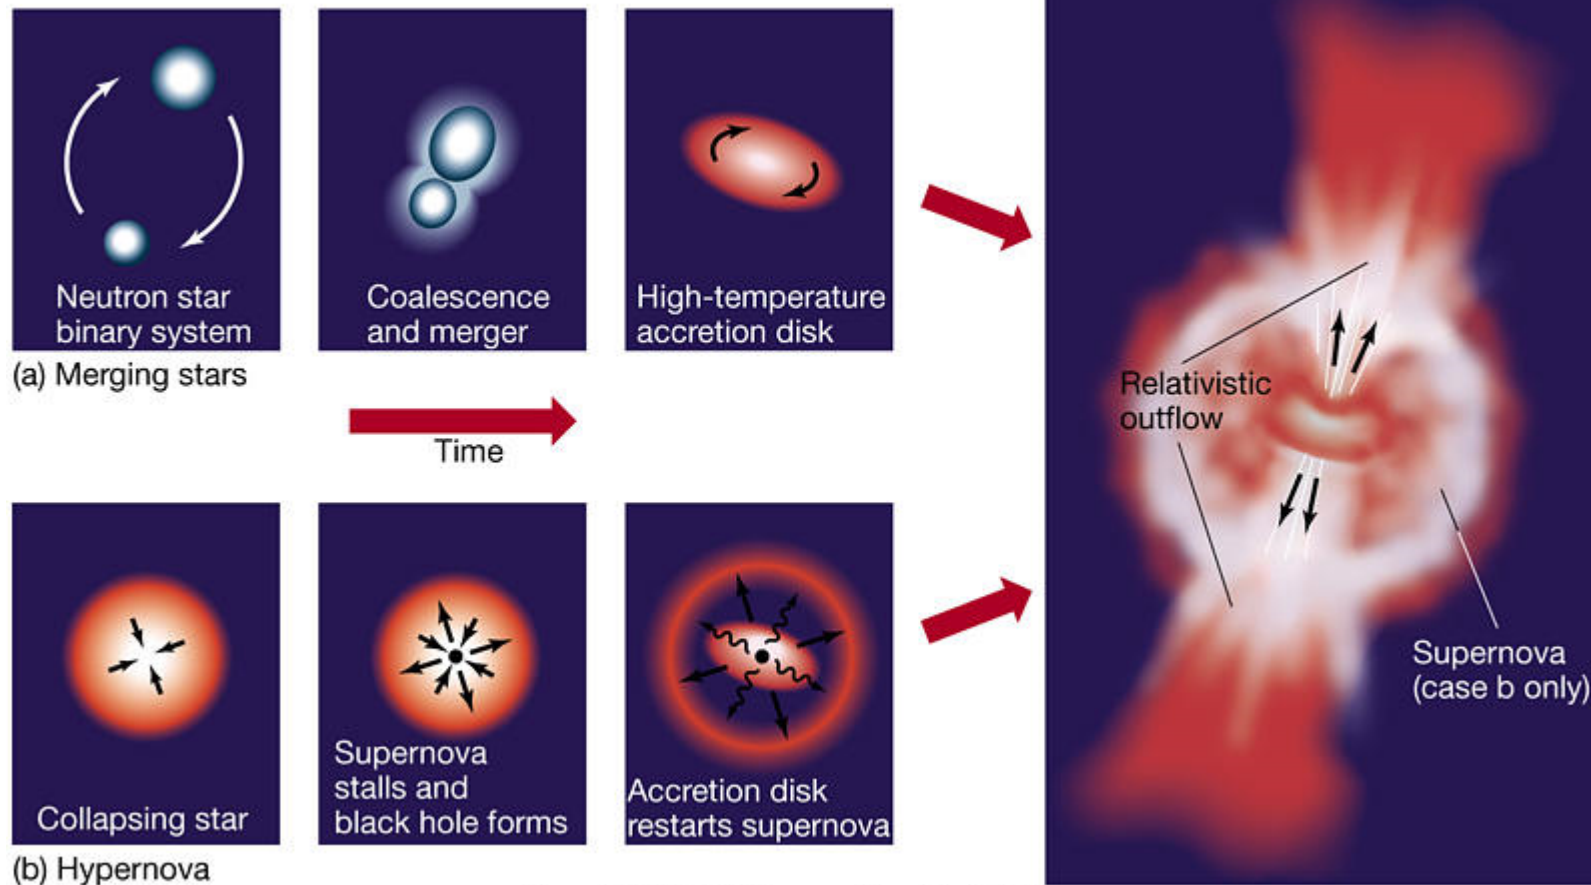 Neutron star
binary system
Coalescence
and merger
High-temperature
accretion disk
(a) Merging stars
Time
Relativistic
outflow
Supernova
(case b only)
Collapsing star
Supernova
stalls and
black hole forms
Accretion disk
restarts supernova
(b) Hypernova